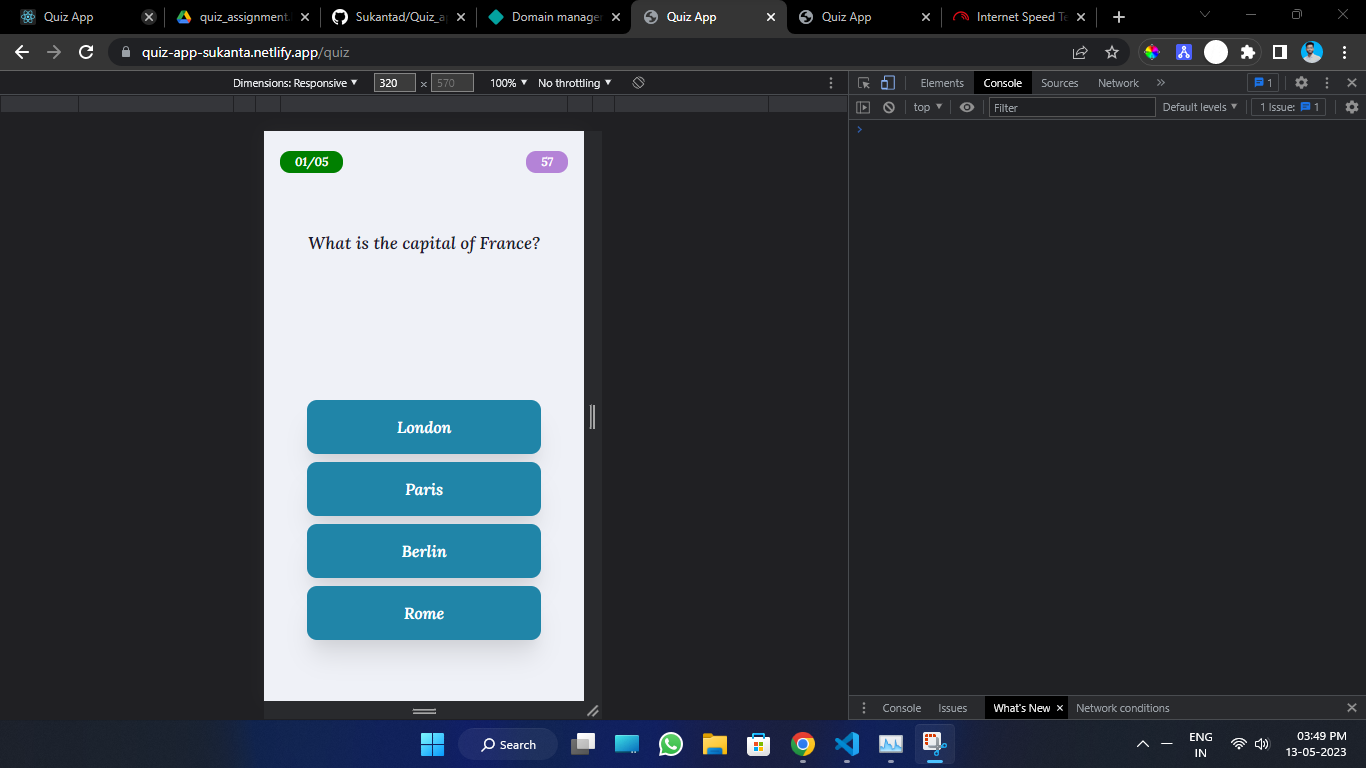 Quiz App
quiz_assignment.
Sukantad/Quiz_a
Domain manage
Quiz App
Quiz App
Internet Speed Te
quiz-app-sukanta.netlify.app/quiz
Dimensions: Responsive
320 × 570
100%
No throttling
Elements
Console
Sources
Network
1
top
Filter
Default levels
1 Issue: 1
01/05
57
What is the capital of France?
London
Paris
Berlin
Rome
Console
Issues
What's New
Network conditions
Search
ENG
IN
03:49 PM
13-05-2023